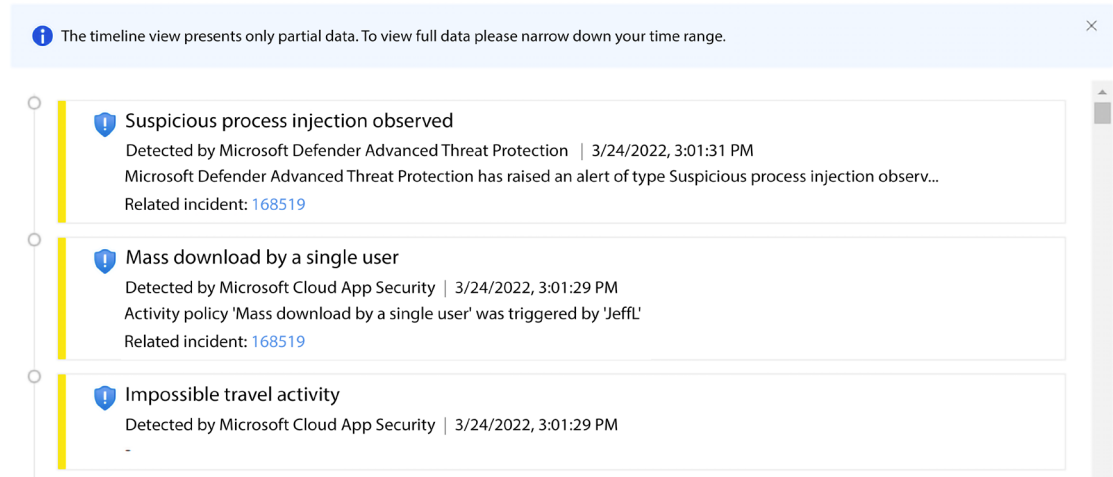 The timeline view presents only partial data. To view full data please narrow down your time range.
Suspicious process injection observed
Detected by Microsoft Defender Advanced Threat Protection | 3/24/2022, 3:01:31 PM
Microsoft Defender Advanced Threat Protection has raised an alert of type Suspicious process injection observ...
Related incident: 168519
Mass download by a single user
Detected by Microsoft Cloud App Security | 3/24/2022, 3:01:29 PM
Activity policy 'Mass download by a single user' was triggered by 'JeffL'
Related incident: 168519
Impossible travel activity
Detected by Microsoft Cloud App Security | 3/24/2022, 3:01:29 PM
-